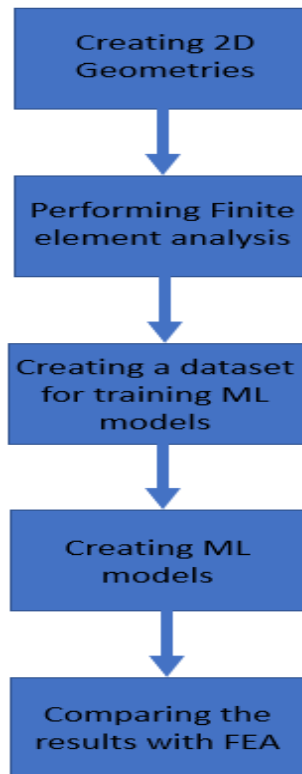 Creating 2D
Geometries
Performing Finite
element analysis
Creating a dataset
for training ML
models
Creating ML
models
Comparing the
results with FEA